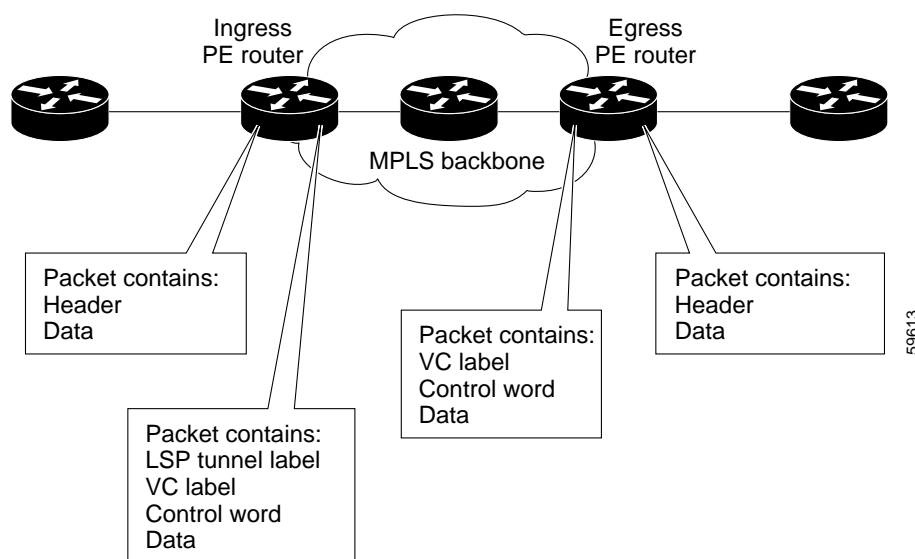 Ingress
PE router
Egress
PE router
MPLS backbone
Packet contains:
Header
Data
Packet contains:
LSP tunnel label
VC label
Control word
Data
Packet contains:
VC label
Control word
Data
Packet contains:
Header
Data
59613